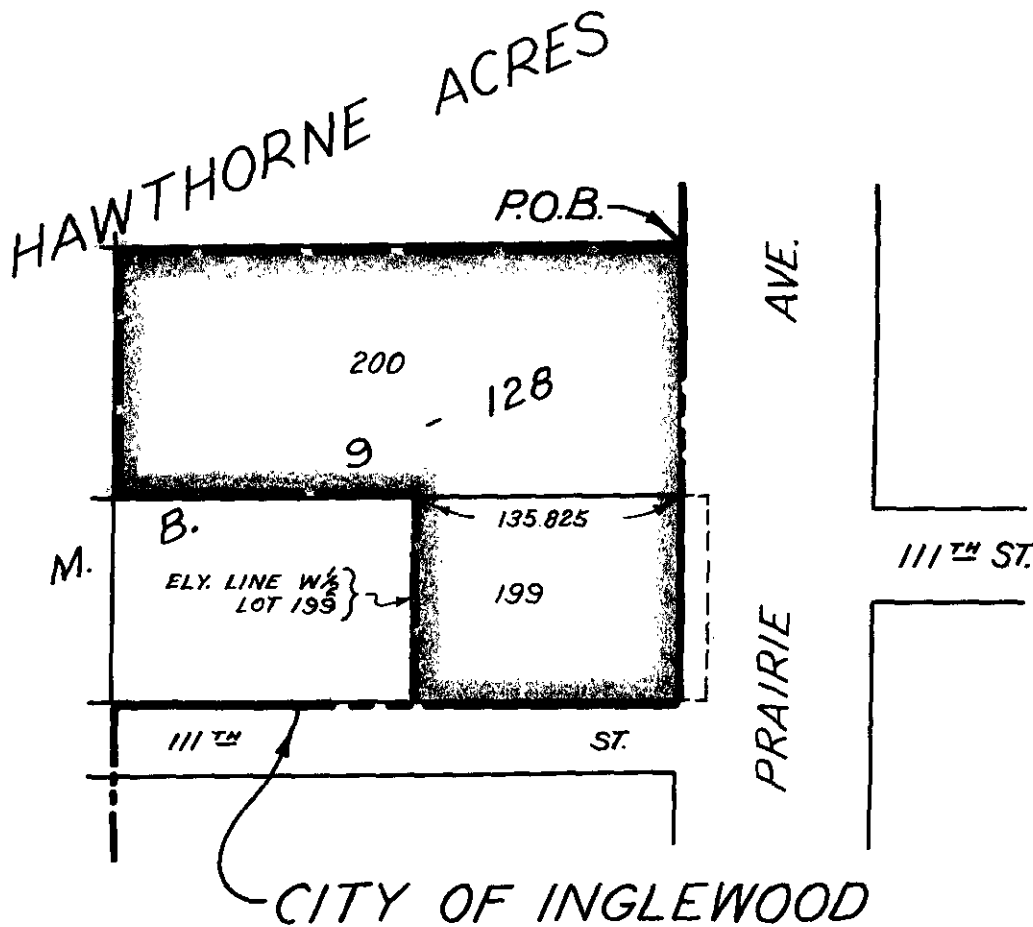 HAWTHORNE ACRES
P.O.B.
AVE.
200
9 - 128
135.825
M. B.
111TH ST.
ELY. LINE W½
LOT 199
199
PRAIRIE
111TH ST.
CITY OF INGLEWOOD